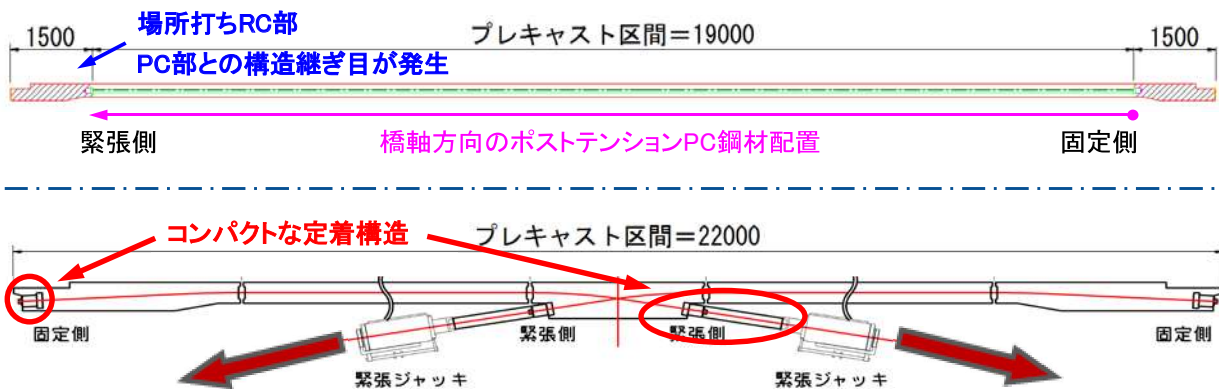 場所打ちRC部
1500
プレキャスト区間=19000
1500
PC部との構造継ぎ目が発生
緊張側
橋軸方向のポストテンションPC鋼材配置
固定側
コンパクトな定着構造
プレキャスト区間=22000
固定側
緊張側
緊張側
固定側
緊張ジャッキ
緊張ジャッキ